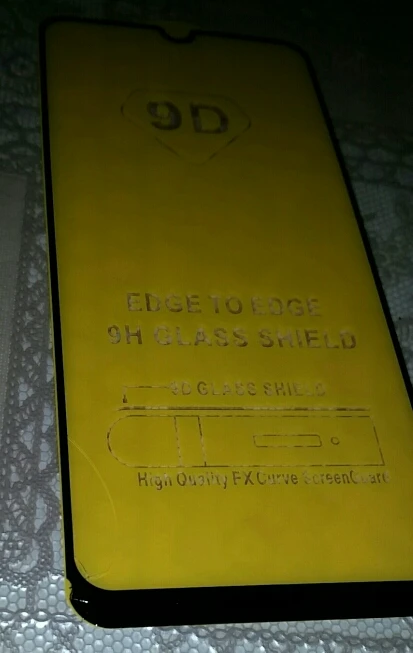 9D
EDGE TO EDGE
9H GLASS SHIELD
9D GLASS SHIELD
High Quality FX Curve ScreenGuard